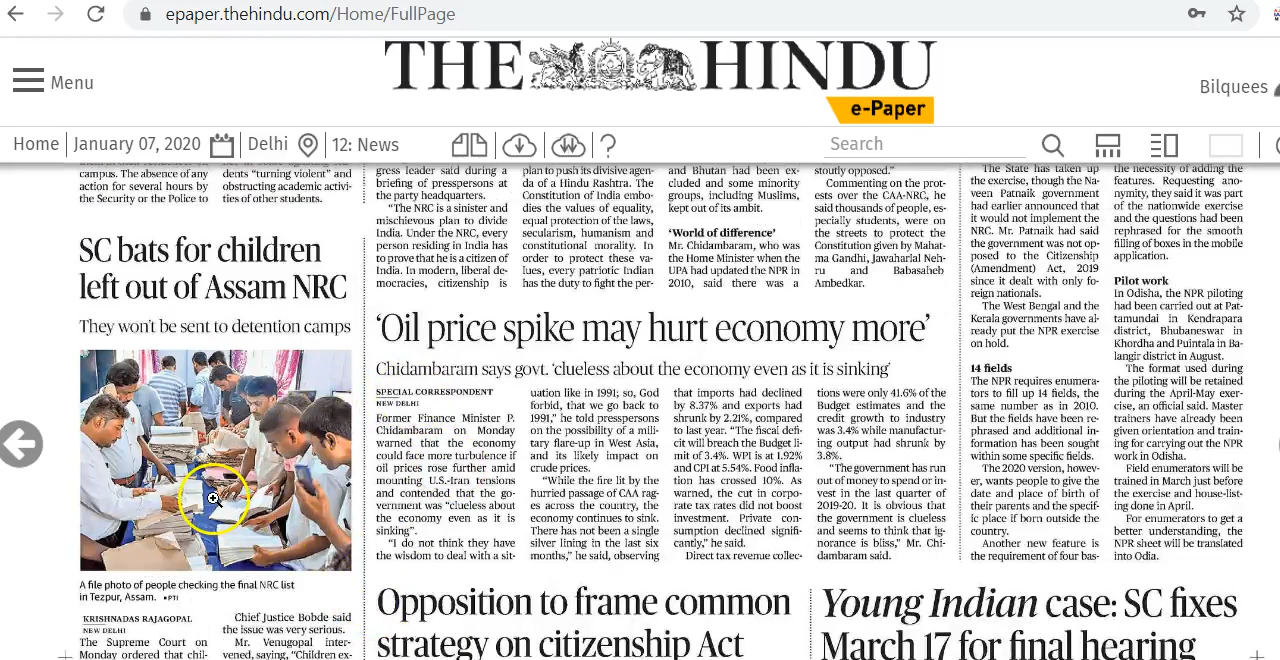 epaper.thehindu.com/Home/FullPage
Menu
THE HINDU
e-Paper
Bilquees
Home
January 07, 2020
Delhi
12: News
?
Search
campus. The absence of any
action for several hours by
the Security or the Police to
dents “turning violent” and
obstructing academic activi-
ties of other students.
SC bats for children
left out of Assam NRC
They won’t be sent to detention camps
A file photo of people checking the final NRC list
in Tezpur, Assam. ▪PTI
KRISHNADAS RAJAGOPAL
NEW DELHI
The Supreme Court on
Monday ordered that chil-
Chief Justice Bobde said
the issue was very serious.
Mr. Venugopal inter-
vened, saying, “Children ex-
gress leader said during a
briefing of presspersons at
the party headquarters.
“The NRC is a sinister and
mischievous plan to divide
India. Under the NRC, every
person residing in India has
to prove that he is a citizen of
India. In modern, liberal de-
mocracies, citizenship is
plan to push its divisive agen-
da of a Hindu Rashtra. The
Constitution of India embo-
dies the values of equality,
equal protection of the laws,
secularism, humanism and
constitutional morality. In
order to protect these va-
lues, every patriotic Indian
has the duty to fight the per-
and Bhutan had been ex-
cluded and some minority
groups, including Muslims,
kept out of its ambit.
‘World of difference’
Mr. Chidambaram, who was
the Home Minister when the
UPA had updated the NPR in
2010, said there was a
stoutly opposed.”
Commenting on the prot-
ests over the CAA-NRC, he
said thousands of people, es-
pecially students, were on
the streets to protect the
Constitution given by Mahat-
ma Gandhi, Jawaharlal Neh-
ru and Babasaheb
Ambedkar.
‘Oil price spike may hurt economy more’
Chidambaram says govt. ‘clueless about the economy even as it is sinking’
SPECIAL CORRESPONDENT
NEW DELHI
Former Finance Minister P.
Chidambaram on Monday
warned that the economy
could face more turbulence if
oil prices rose further amid
mounting U.S.-Iran tensions
and contended that the go-
vernment was “clueless about
the economy even as it is
sinking”.
“I do not think they have
the wisdom to deal with a sit-
uation like in 1991; so, God
forbid, that we go back to
1991,” he told presspersons
on the possibility of a mili-
tary flare-up in West Asia,
and its likely impact on
crude prices.
“While the fire lit by the
hurried passage of CAA rag-
es across the country, the
economy continues to sink.
There has not been a single
silver lining in the last six
months,” he said, observing
that imports had declined
by 8.37% and exports had
shrunk by 2.21%, compared
to last year. “The fiscal defi-
cit will breach the Budget li-
mit of 3.4%. WPI is at 1.92%
and CPI at 5.54%. Food infla-
tion has crossed 10%. As
warned, the cut in corpo-
rate tax rates did not boost
investment. Private con-
sumption declined signifi-
cantly,” he said.
Direct tax revenue collec-
tions were only 41.6% of the
Budget estimates and the
credit growth to industry
was 3.4% while manufactur-
ing output had shrunk by
3.8%.
“The government has run
out of money to spend or in-
vest in the last quarter of
2019-20. It is obvious that
the government is clueless
and seems to think that ig-
norance is bliss,” Mr. Chi-
dambaram said.
The State has taken up
the exercise, though the Na-
veen Patnaik government
had earlier announced that
it would not implement the
NRC. Mr. Patnaik had said
the government was not op-
posed to the Citizenship
(Amendment) Act, 2019
since it dealt with only fo-
reign nationals.
The West Bengal and the
Kerala governments have al-
ready put the NPR exercise
on hold.
14 fields
The NPR requires enumera-
tors to fill up 14 fields, the
same number as in 2010.
But the fields have been re-
phrased and additional in-
formation has been sought
within some specific fields.
The 2020 version, howev-
er, wants people to give the
date and place of birth of
their parents and the specif-
ic place if born outside the
country.
Another new feature is
the requirement of four bas-
the necessity of adding the
features. Requesting ano-
nymity, they said it was part
of the nationwide exercise
and the questions had been
rephrased for the smooth
filling of boxes in the mobile
application.
Pilot work
In Odisha, the NPR piloting
had been carried out at Pat-
tamundai in Kendrapara
district, Bhubaneswar in
Khordha and Puintala in Ba-
langir district in August.
The format used during
the piloting will be retained
during the April-May exer-
cise, an official said. Master
trainers have already been
given orientation and train-
ing for carrying out the NPR
work in Odisha.
Field enumerators will be
trained in March just before
the exercise and house-list-
ing done in April.
For enumerators to get a
better understanding, the
NPR sheet will be translated
into Odia.
Opposition to frame common
strategy on citizenship Act
Young Indian case: SC fixes
March 17 for final hearing